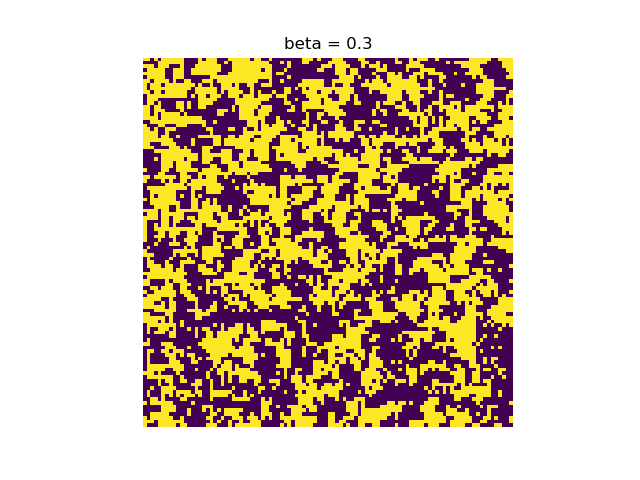 beta = 0.3